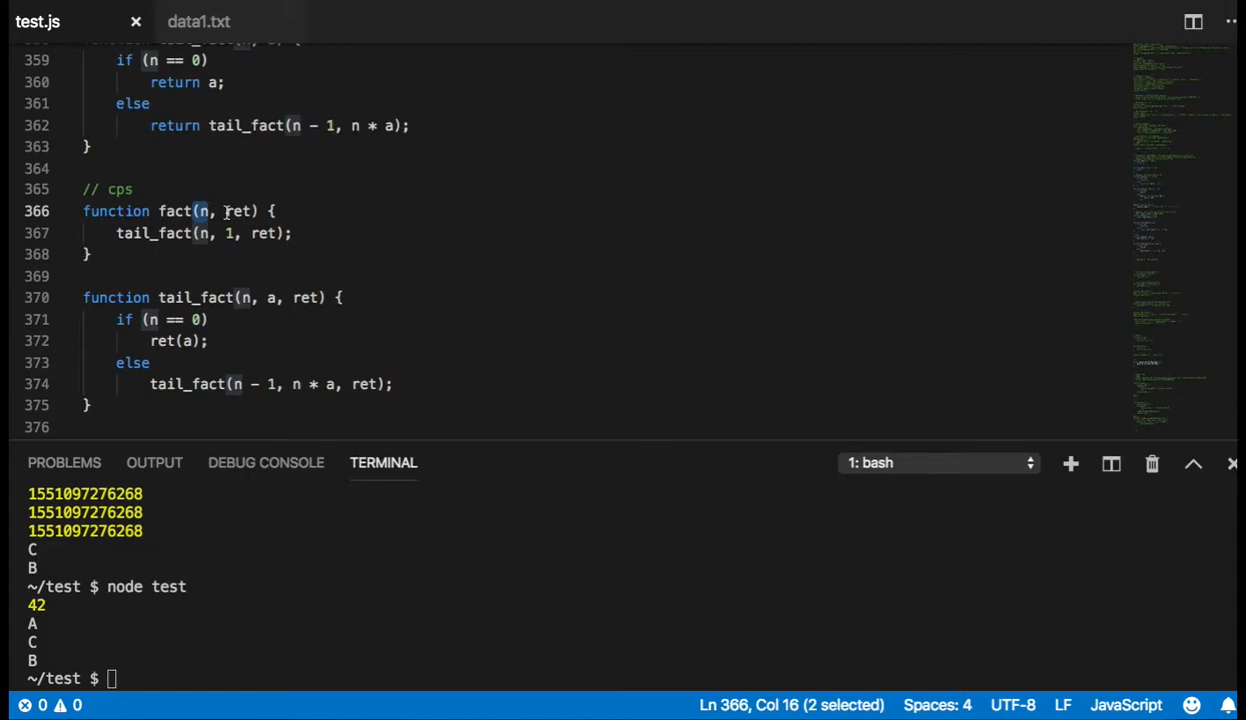 test.js × data1.txt
359 if (n == 0)
360 return a;
361 else
362 return tail_fact(n - 1, n * a);
363 }
364
365 // cps
366 function fact(n, ret) {
367 tail_fact(n, 1, ret);
368 }
369
370 function tail_fact(n, a, ret) {
371 if (n == 0)
372 ret(a);
373 else
374 tail_fact(n - 1, n * a, ret);
375 }
376
PROBLEMS OUTPUT DEBUG CONSOLE TERMINAL 1: bash
1551097276268
1551097276268
1551097276268
C
B
~/test $ node test
42
A
C
B
~/test $
0 0 Ln 366, Col 16 (2 selected) Spaces: 4 UTF-8 LF JavaScript